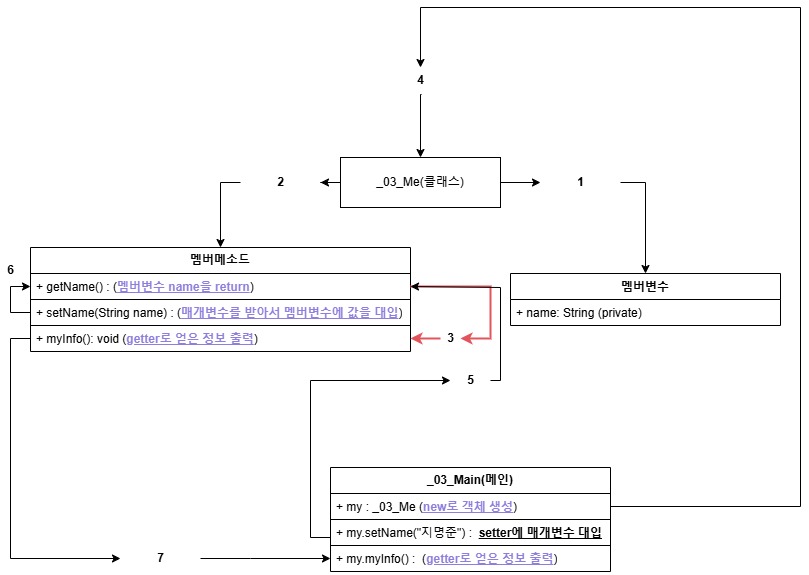 4
_03_Me(클래스)
2
1
멤버메소드
6
+ getName() : (멤버변수 name을 return)
+ setName(String name) : (매개변수를 받아서 멤버변수에 값을 대입)
+ myInfo(): void (getter로 얻은 정보 출력)
멤버변수
+ name: String (private)
3
5
_03_Main(메인)
+ my : _03_Me (new로 객체 생성)
+ my.setName("지명준") : setter에 매개변수 대입
+ my.myInfo() : (getter로 얻은 정보 출력)
7